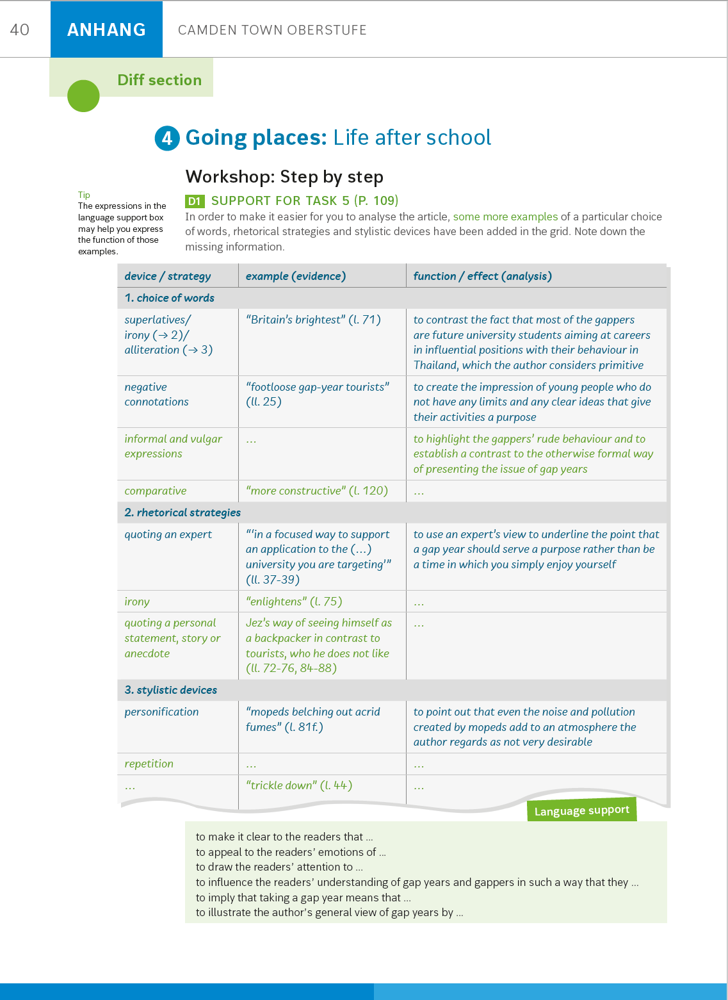 40
ANHANG
CAMDEN TOWN OBERSTUFE
Diff section
4 Going places: Life after school
Workshop: Step by step
Tip
The expressions in the
language support box
may help you express
the function of those
examples.
D1 SUPPORT FOR TASK 5 (P. 109)
In order to make it easier for you to analyse the article, some more examples of a particular choice
of words, rhetorical strategies and stylistic devices have been added in the grid. Note down the
missing information.
device / strategy
example (evidence)
function / effect (analysis)
1. choice of words
superlatives/
irony (→ 2)/
alliteration (→ 3)
“Britain’s brightest” (l. 71)
to contrast the fact that most of the gappers
are future university students aiming at careers
in influential positions with their behaviour in
Thailand, which the author considers primitive
negative
connotations
“footloose gap-year tourists”
(ll. 25)
to create the impression of young people who do
not have any limits and any clear ideas that give
their activities a purpose
informal and vulgar
expressions
…
to highlight the gappers’ rude behaviour and to
establish a contrast to the otherwise formal way
of presenting the issue of gap years
comparative
“more constructive” (l. 120)
…
2. rhetorical strategies
quoting an expert
“‘in a focused way to support
an application to the (…)
university you are targeting’”
(ll. 37-39)
to use an expert’s view to underline the point that
a gap year should serve a purpose rather than be
a time in which you simply enjoy yourself
irony
“enlightens” (l. 75)
…
quoting a personal
statement, story or
anecdote
Jez’s way of seeing himself as
a backpacker in contrast to
tourists, who he does not like
(ll. 72-76, 84-88)
…
3. stylistic devices
personification
“mopeds belching out acrid
fumes” (l. 81f.)
to point out that even the noise and pollution
created by mopeds add to an atmosphere the
author regards as not very desirable
repetition
…
…
…
“trickle down” (l. 44)
…
Language support
to make it clear to the readers that …
to appeal to the readers’ emotions of …
to draw the readers’ attention to …
to influence the readers’ understanding of gap years and gappers in such a way that they …
to imply that taking a gap year means that …
to illustrate the author’s general view of gap years by …